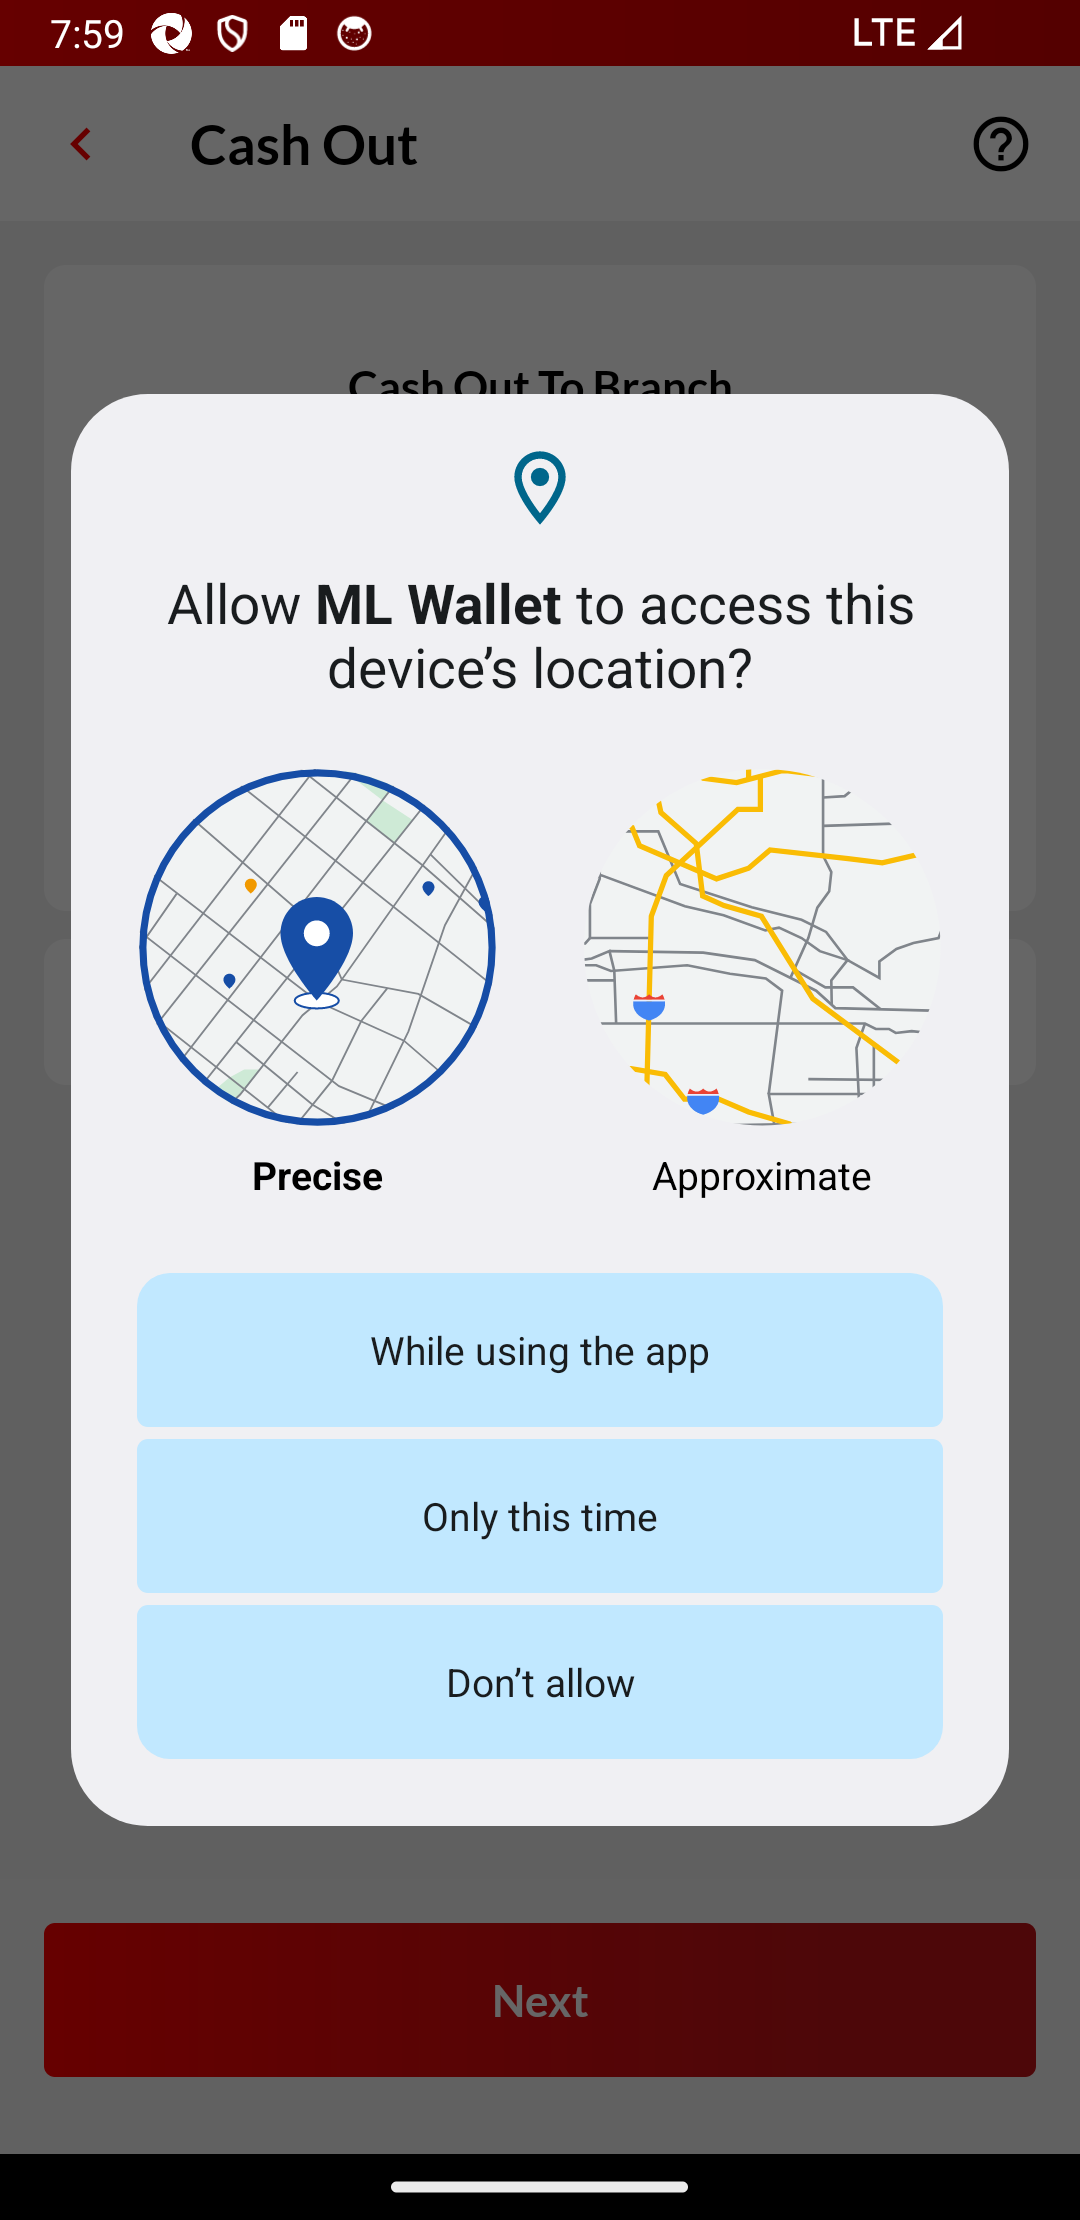 7:59
LTE
Cash Out
Cash Out To Branch
Allow ML Wallet to access this
device’s location?
Precise
Approximate
While using the app
Only this time
Don’t allow
Next